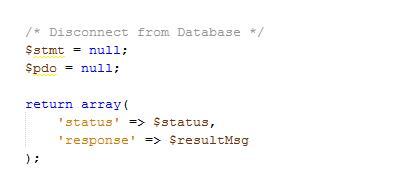 /* Disconnect from Database */
$stmt = null;
$pdo = null;

return array(
    'status' => $status,
    'response' => $resultMsg
);